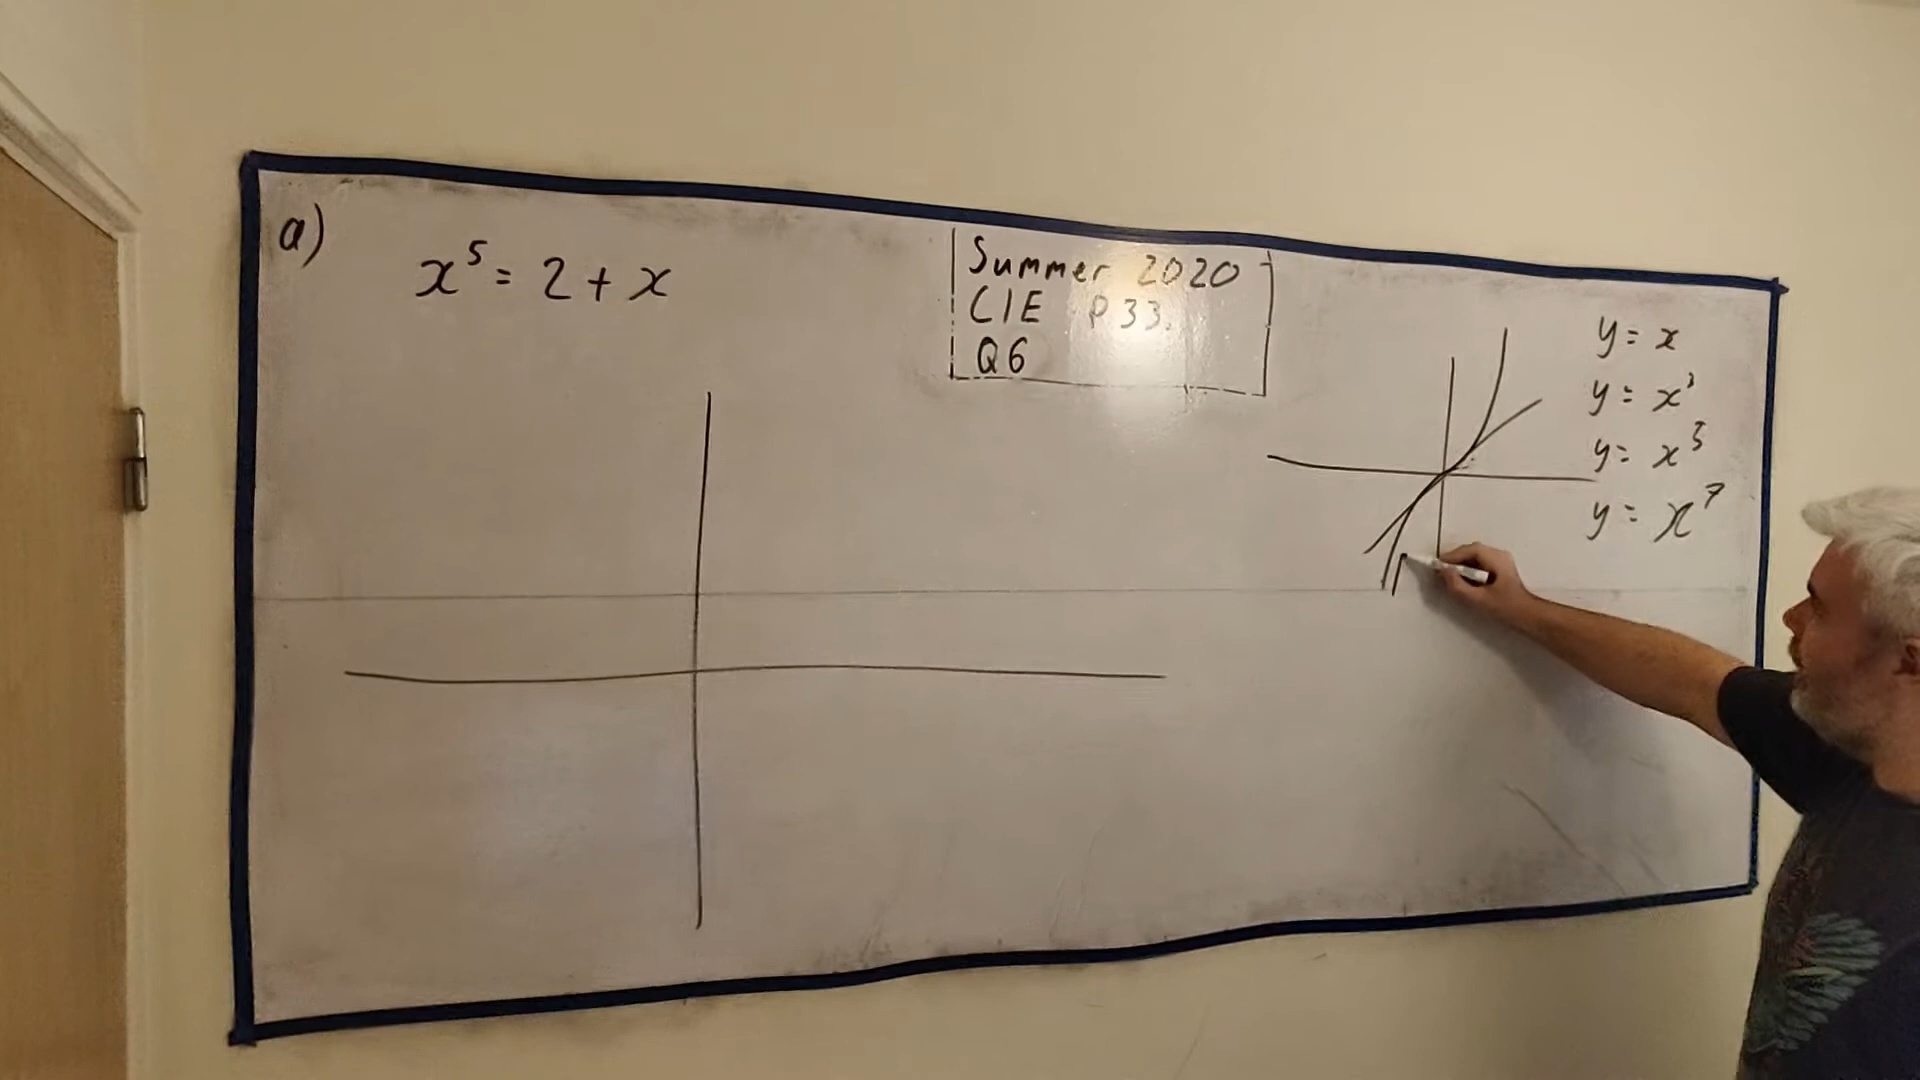 a)
x⁵ = 2 + x
Summer 2020
CIE P33.
Q6
y = x
y = x³
y = x⁵
y = x⁷